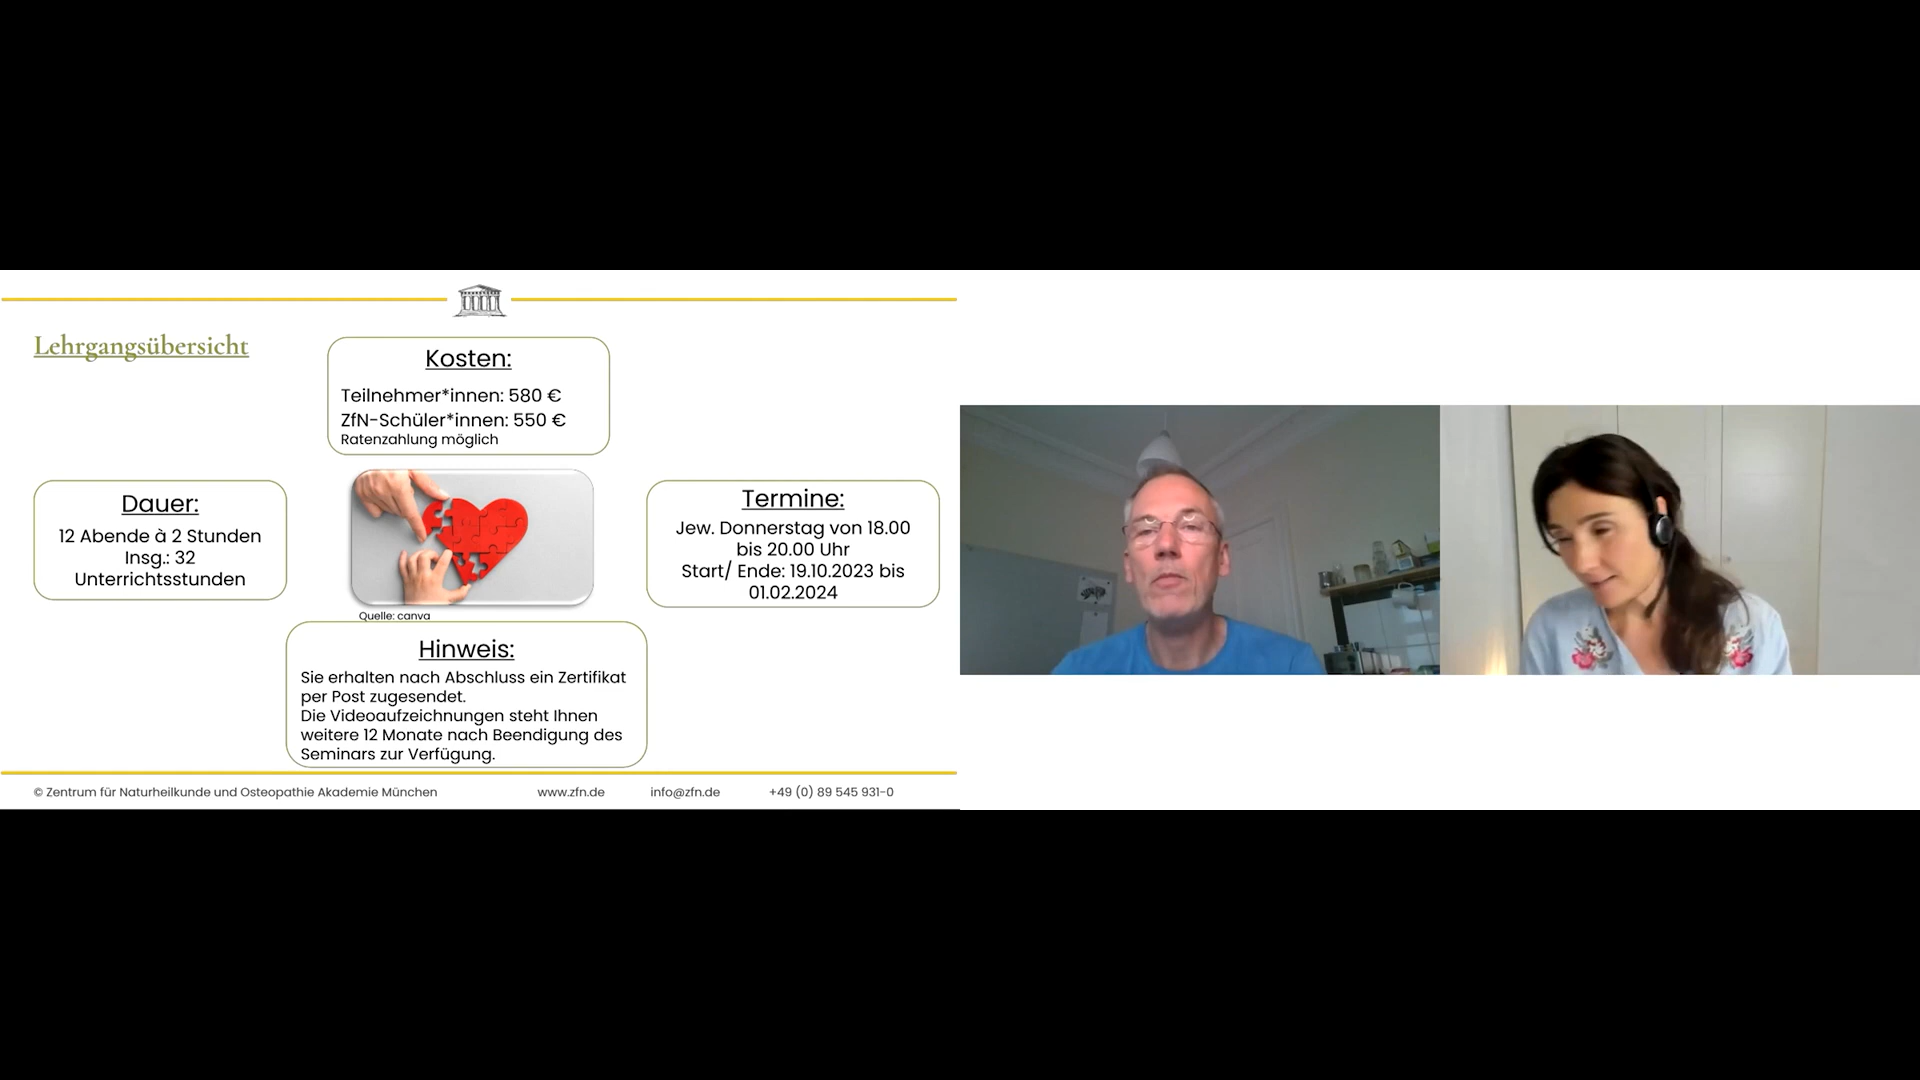 Lehrgangsübersicht
Kosten:
Teilnehmer*innen: 580 €
ZfN-Schüler*innen: 550 €
Ratenzahlung möglich
Dauer:
12 Abende à 2 Stunden
Insg.: 32
Unterrichtsstunden
Termine:
Jew. Donnerstag von 18.00
bis 20.00 Uhr
Start/ Ende: 19.10.2023 bis
01.02.2024
Quelle: canva
Hinweis:
Sie erhalten nach Abschluss ein Zertifikat
per Post zugesendet.
Die Videoaufzeichnungen steht Ihnen
weitere 12 Monate nach Beendigung des
Seminars zur Verfügung.
© Zentrum für Naturheilkunde und Osteopathie Akademie München www.zfn.de info@zfn.de +49 (0) 89 545 931-0